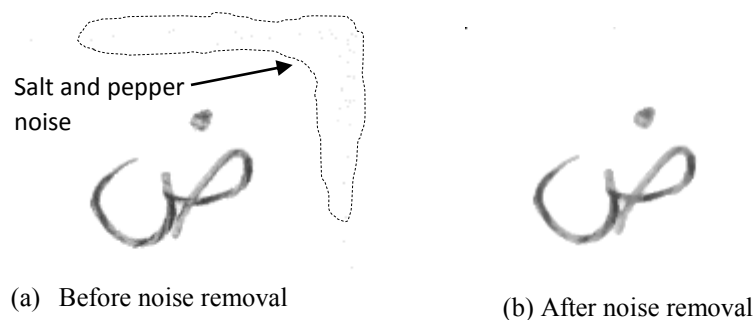 Salt and pepper
noise
ض
ض
(a) Before noise removal
(b) After noise removal